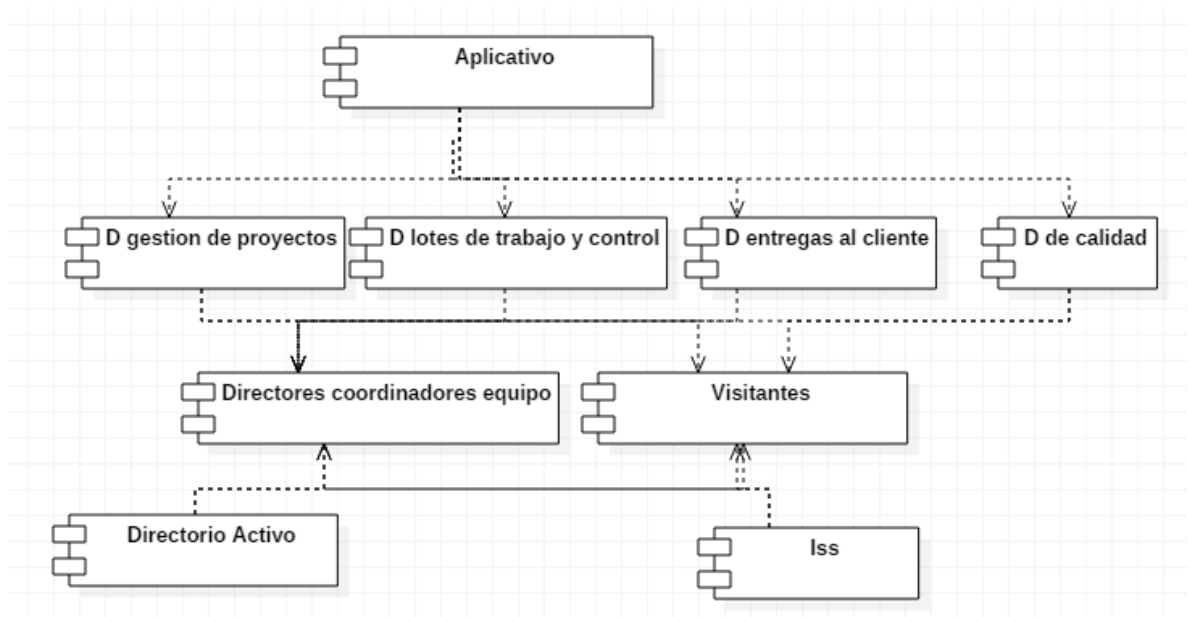 Aplicativo
D gestion de proyectos
D lotes de trabajo y control
D entregas al cliente
D de calidad
Directores coordinadores equipo
Visitantes
Directorio Activo
Iss